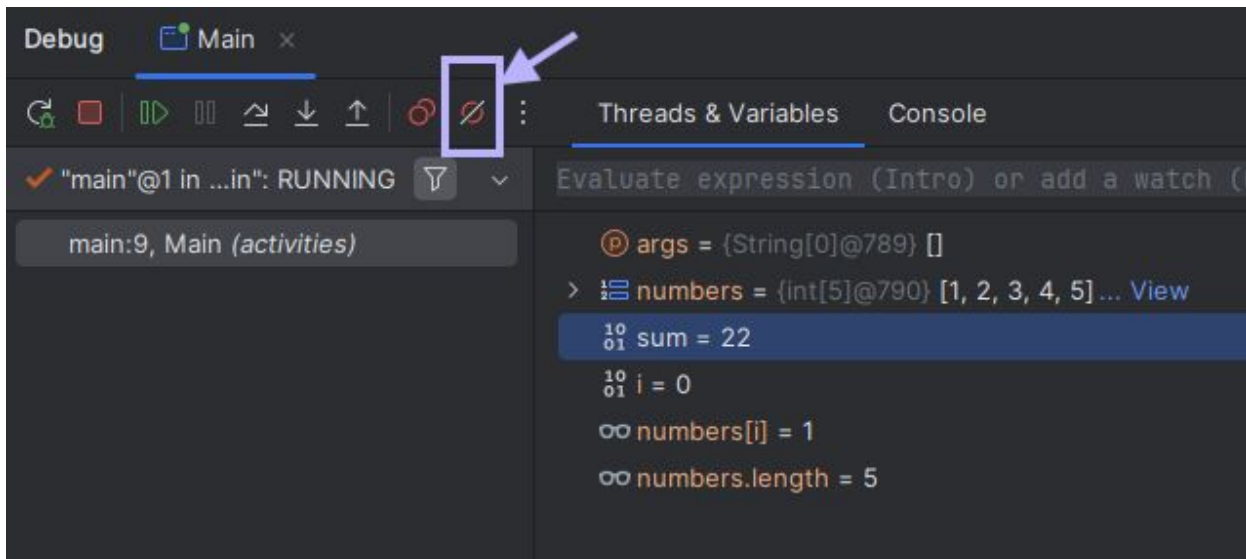 Debug Main
Threads & Variables Console
"main"@1 in ...in": RUNNING
Evaluate expression (Intro) or add a watch (
main:9, Main (activities)
args = {String[0]@789} []
numbers = {int[5]@790} [1, 2, 3, 4, 5] ... View
sum = 22
i = 0
numbers[i] = 1
numbers.length = 5